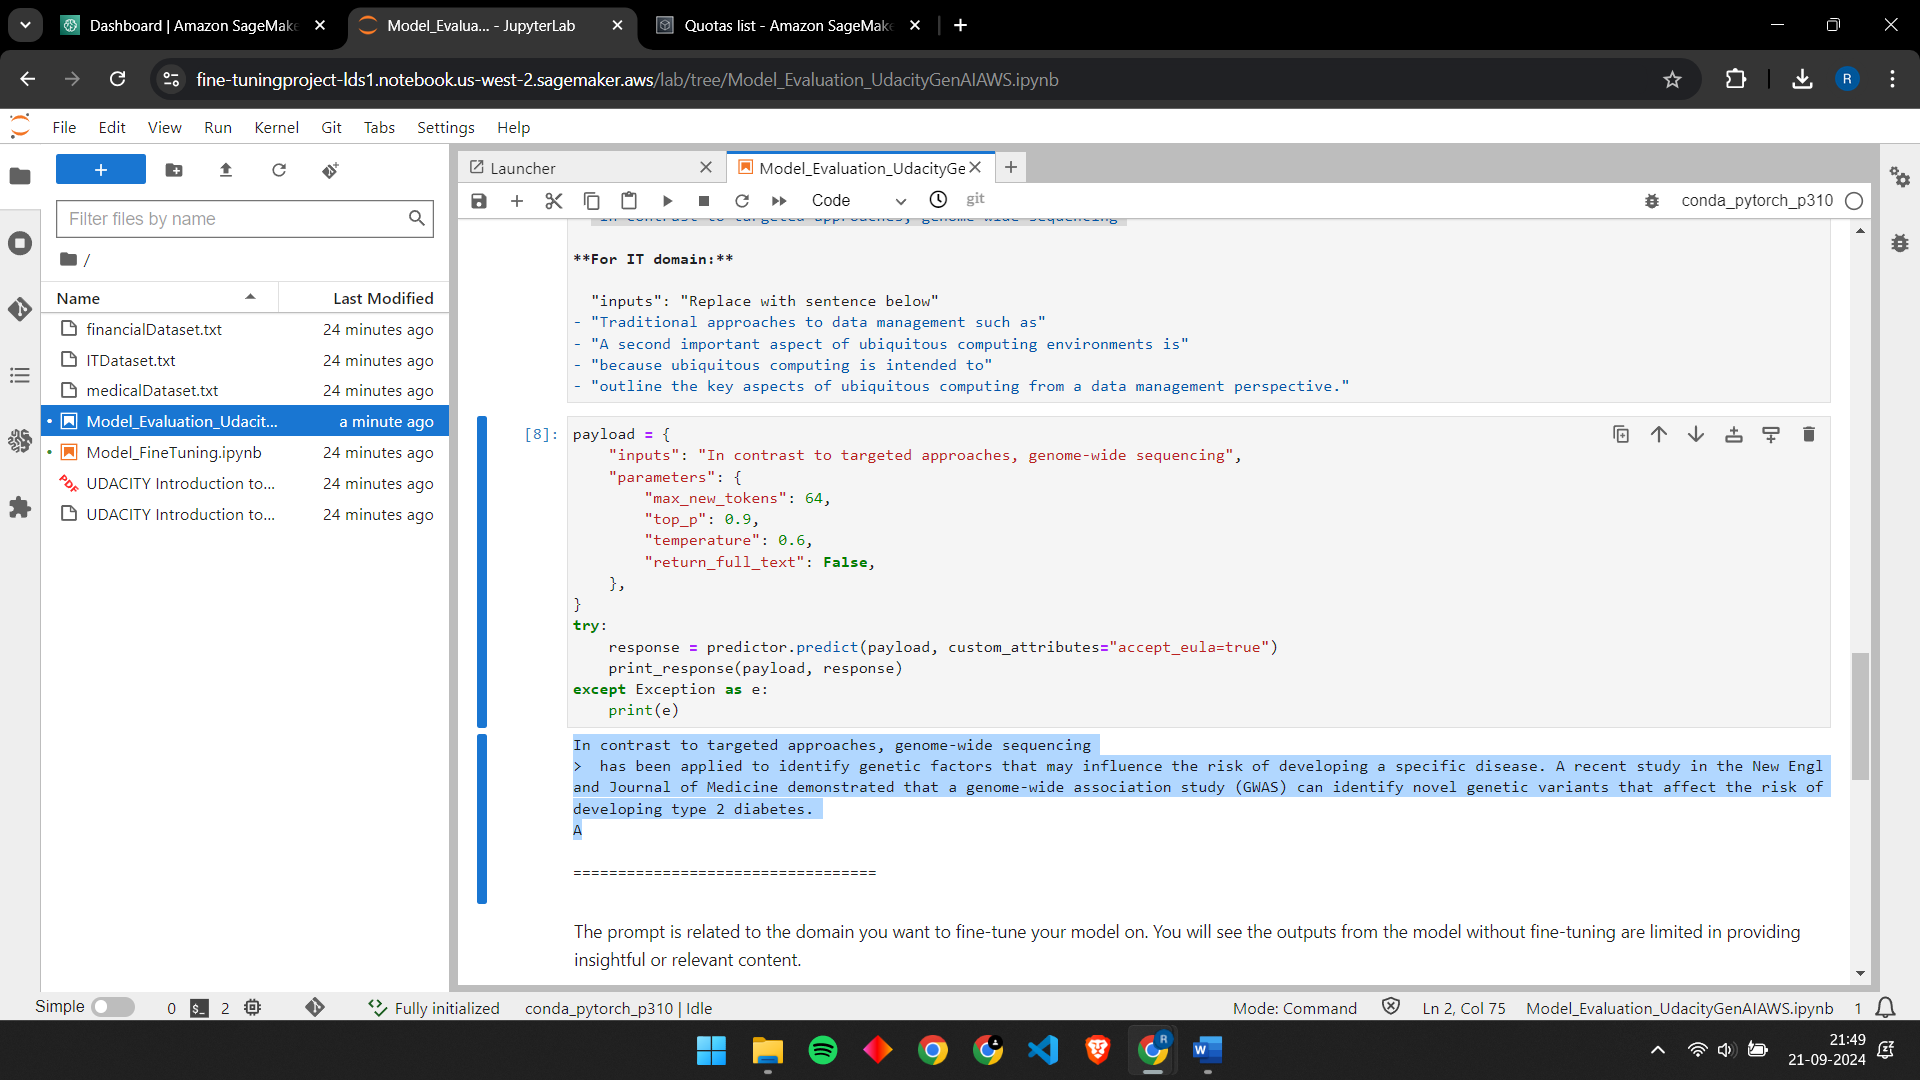 Dashboard | Amazon SageMake
Model_Evalua... - JupyterLab
Quotas list - Amazon SageMake
fine-tuningproject-lds1.notebook.us-west-2.sagemaker.aws/lab/tree/Model_Evaluation_UdacityGenAIAWS.ipynb
R
File Edit View Run Kernel Git Tabs Settings Help
Launcher
Model_Evaluation_UdacityGe
Code
git
conda_pytorch_p310
Filter files by name
/
Name Last Modified
financialDataset.txt 24 minutes ago
ITDataset.txt 24 minutes ago
medicalDataset.txt 24 minutes ago
Model_Evaluation_Udacit... a minute ago
Model_FineTuning.ipynb 24 minutes ago
PDF UDACITY Introduction to... 24 minutes ago
UDACITY Introduction to... 24 minutes ago
In contrast to targeted approaches, genome-wide sequencing
**For IT domain:**
"inputs": "Replace with sentence below"
- "Traditional approaches to data management such as"
- "A second important aspect of ubiquitous computing environments is"
- "because ubiquitous computing is intended to"
- "outline the key aspects of ubiquitous computing from a data management perspective."
[8]: payload = {
"inputs": "In contrast to targeted approaches, genome-wide sequencing",
"parameters": {
"max_new_tokens": 64,
"top_p": 0.9,
"temperature": 0.6,
"return_full_text": False,
},
}
try:
response = predictor.predict(payload, custom_attributes="accept_eula=true")
print_response(payload, response)
except Exception as e:
print(e)
In contrast to targeted approaches, genome-wide sequencing
> has been applied to identify genetic factors that may influence the risk of developing a specific disease. A recent study in the New Engl
and Journal of Medicine demonstrated that a genome-wide association study (GWAS) can identify novel genetic variants that affect the risk of
developing type 2 diabetes.
A
==================================
The prompt is related to the domain you want to fine-tune your model on. You will see the outputs from the model without fine-tuning are limited in providing
insightful or relevant content.
Simple 0 $_ 2 Fully initialized conda_pytorch_p310 | Idle Mode: Command Ln 2, Col 75 Model_Evaluation_UdacityGenAIAWS.ipynb 1
R
W
21:49
21-09-2024